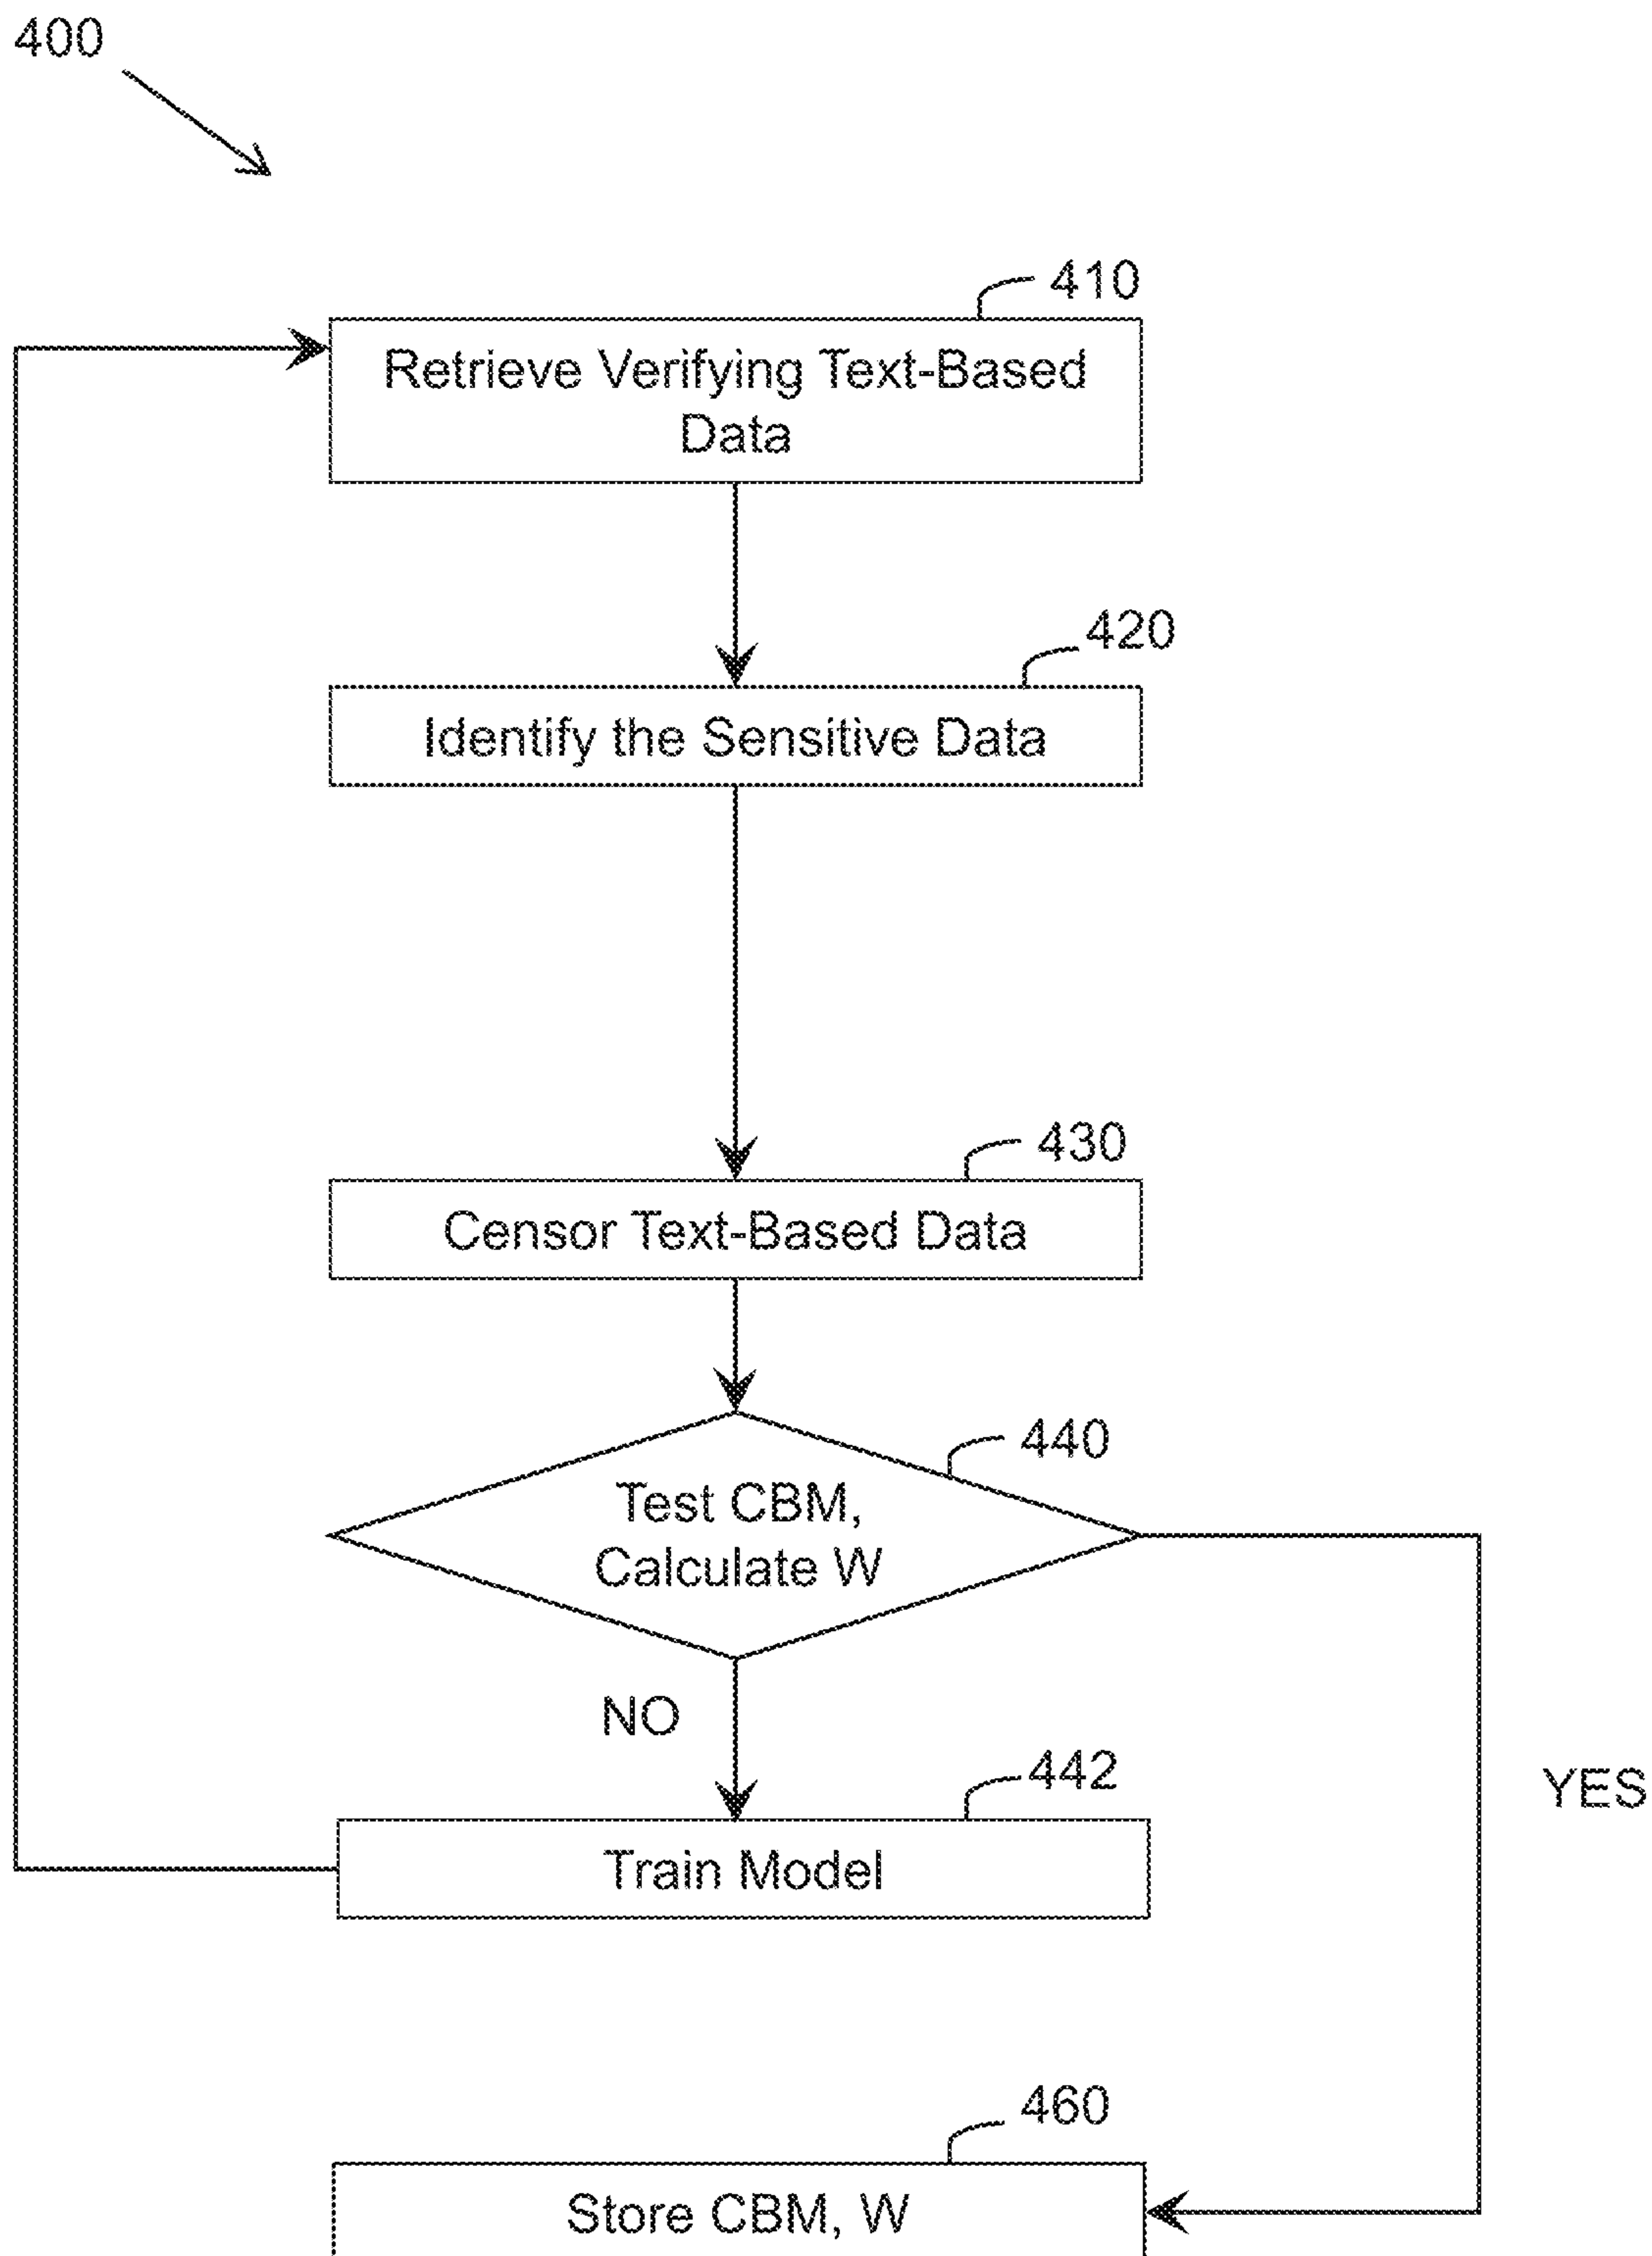 400
410
Retrieve Verifying Text-Based
Data
420
Identify the Sensitive Data
430
Censor Text-Based Data
440
Test CBM,
Calculate W
NO
442
YES
Train Model
460
Store CBM, W